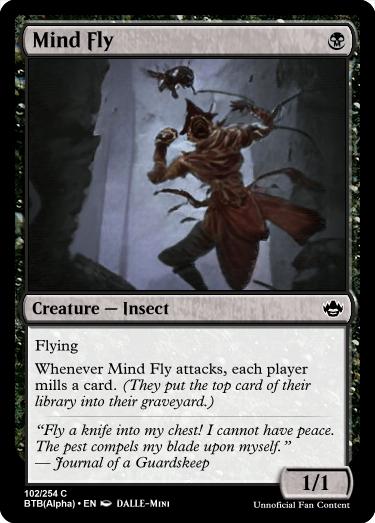 Mind Fly
Creature — Insect
Flying
Whenever Mind Fly attacks, each player
mills a card. (They put the top card of their
library into their graveyard.)
“Fly a knife into my chest! I cannot have peace.
The pest compels my blade upon myself.”
— Journal of a Guardskeep
1/1
102/254 C
BTB(Alpha) • EN DALLE-Mini
Unnoficial Fan Content